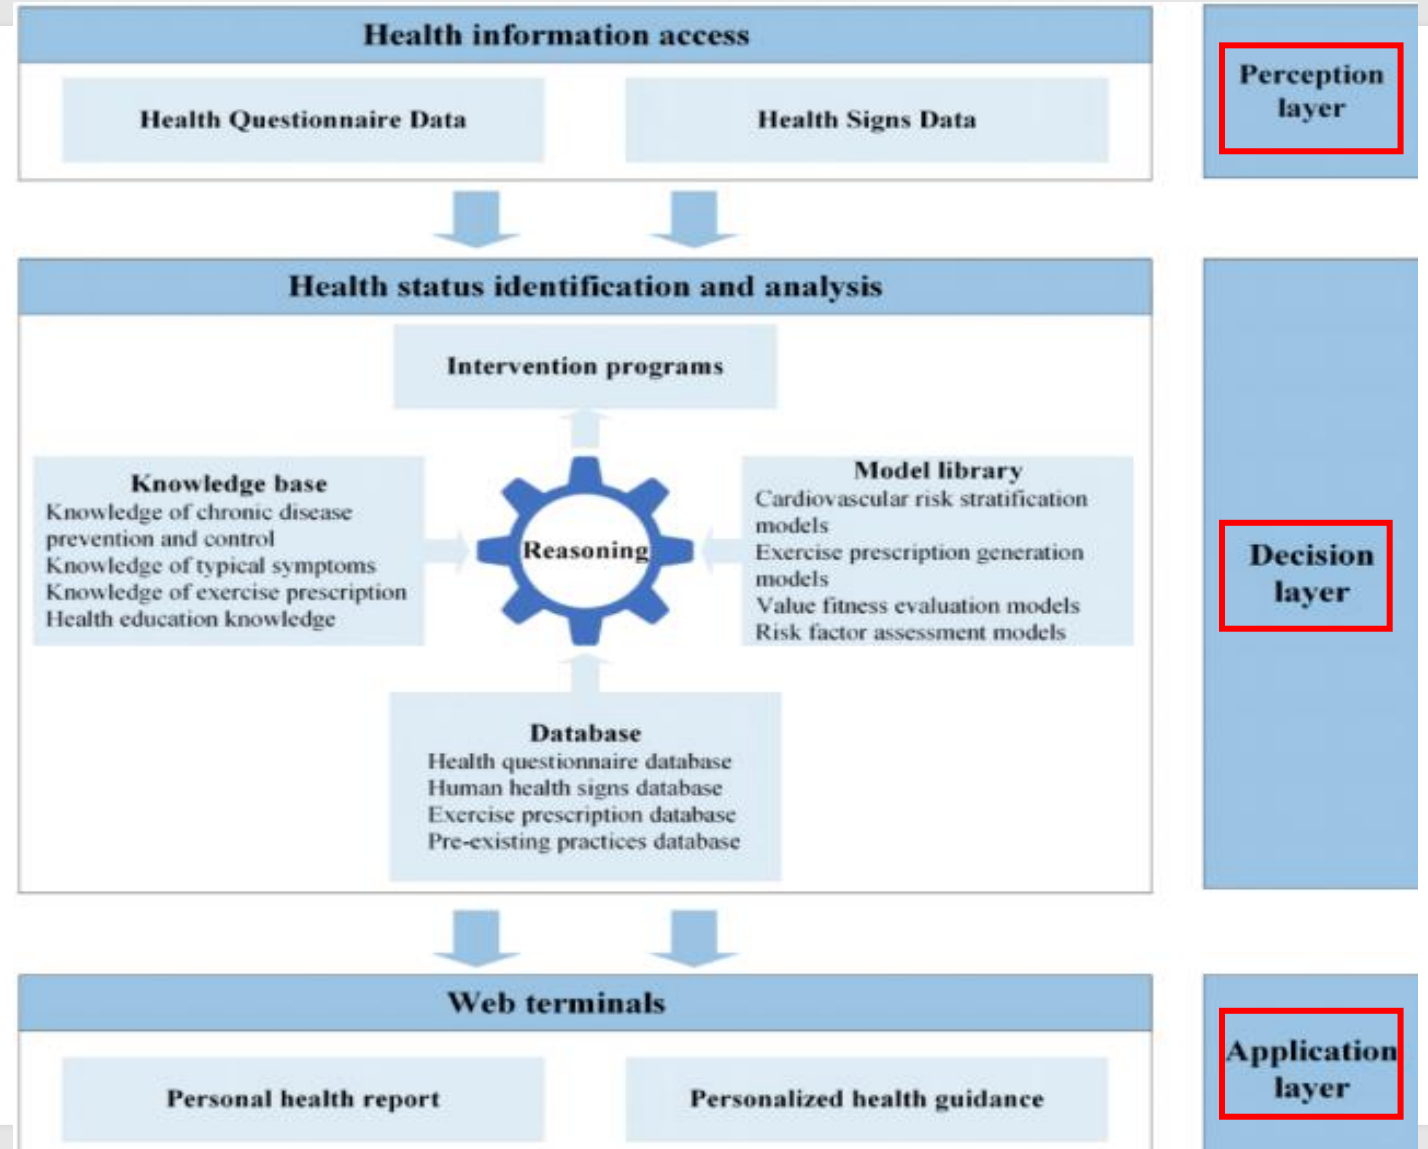 Health information access
Perception
layer
Health Questionnaire Data
Health Signs Data
Health status identification and analysis
Intervention programs
Knowledge base
Knowledge of chronic disease
prevention and control
Knowledge of typical symptoms
Knowledge of exercise prescription
Health education knowledge
Reasoning
Model library
Cardiovascular risk stratification
models
Exercise prescription generation
models
Value fitness evaluation models
Risk factor assessment models
Decision
layer
Database
Health questionnaire database
Human health signs database
Exercise prescription database
Pre-existing practices database
Web terminals
Personal health report
Personalized health guidance
Application
layer